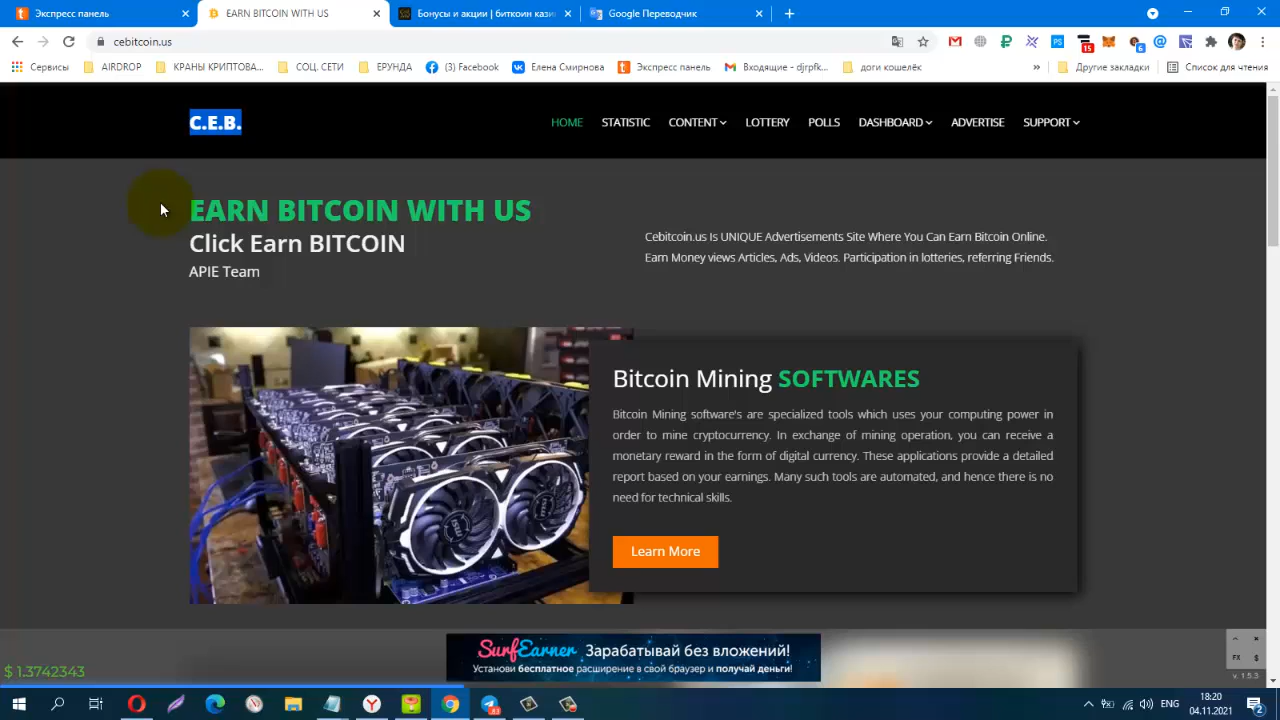 Экспресс панель
EARN BITCOIN WITH US
Бонусы и акции | биткоин кази
Google Переводчик
cebitcoin.us
15
6
Сервисы
AIRDROP
КРАНЫ КРИПТОВА...
СОЦ. СЕТИ
ЕРУНДА
(3) Facebook
Елена Смирнова
Экспресс панель
Входящие - djrpfk...
доги кошелёк
»
Другие закладки
Список для чтения
C.E.B.
HOME
STATISTIC
CONTENT
LOTTERY
POLLS
DASHBOARD
ADVERTISE
SUPPORT
EARN BITCOIN WITH US
Click Earn BITCOIN
APIE Team
Cebitcoin.us Is UNIQUE Advertisements Site Where You Can Earn Bitcoin Online.
Earn Money views Articles, Ads, Videos. Participation in lotteries, referring Friends.
Bitcoin Mining SOFTWARES
Bitcoin Mining software's are specialized tools which uses your computing power in
order to mine cryptocurrency. In exchange of mining operation, you can receive a
monetary reward in the form of digital currency. These applications provide a detailed
report based on your earnings. Many such tools are automated, and hence there is no
need for technical skills.
Learn More
SurfEarner Зарабатывай без вложений!
Установи бесплатное расширение в свой браузер и получай деньги!
FX $
v. 1.5.3
$ 1.3742343
ENG
18:20
04.11.2021
2